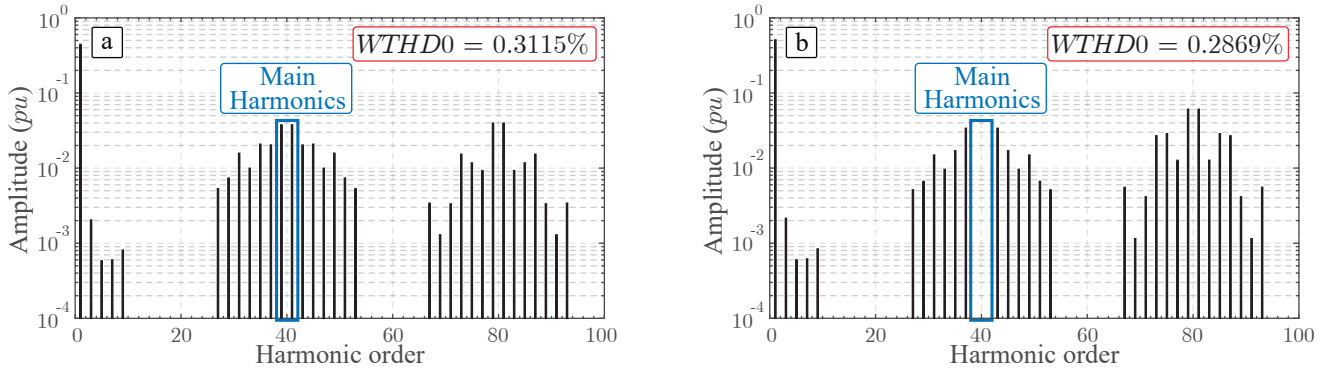 a
WTHD0 = 0.3115%
Main
Harmonics
Amplitude (pu)
10^0
10^-1
10^-2
10^-3
10^-4
0 20 40 60 80 100
Harmonic order
b
WTHD0 = 0.2869%
Main
Harmonics
Amplitude (pu)
10^0
10^-1
10^-2
10^-3
10^-4
0 20 40 60 80 100
Harmonic order